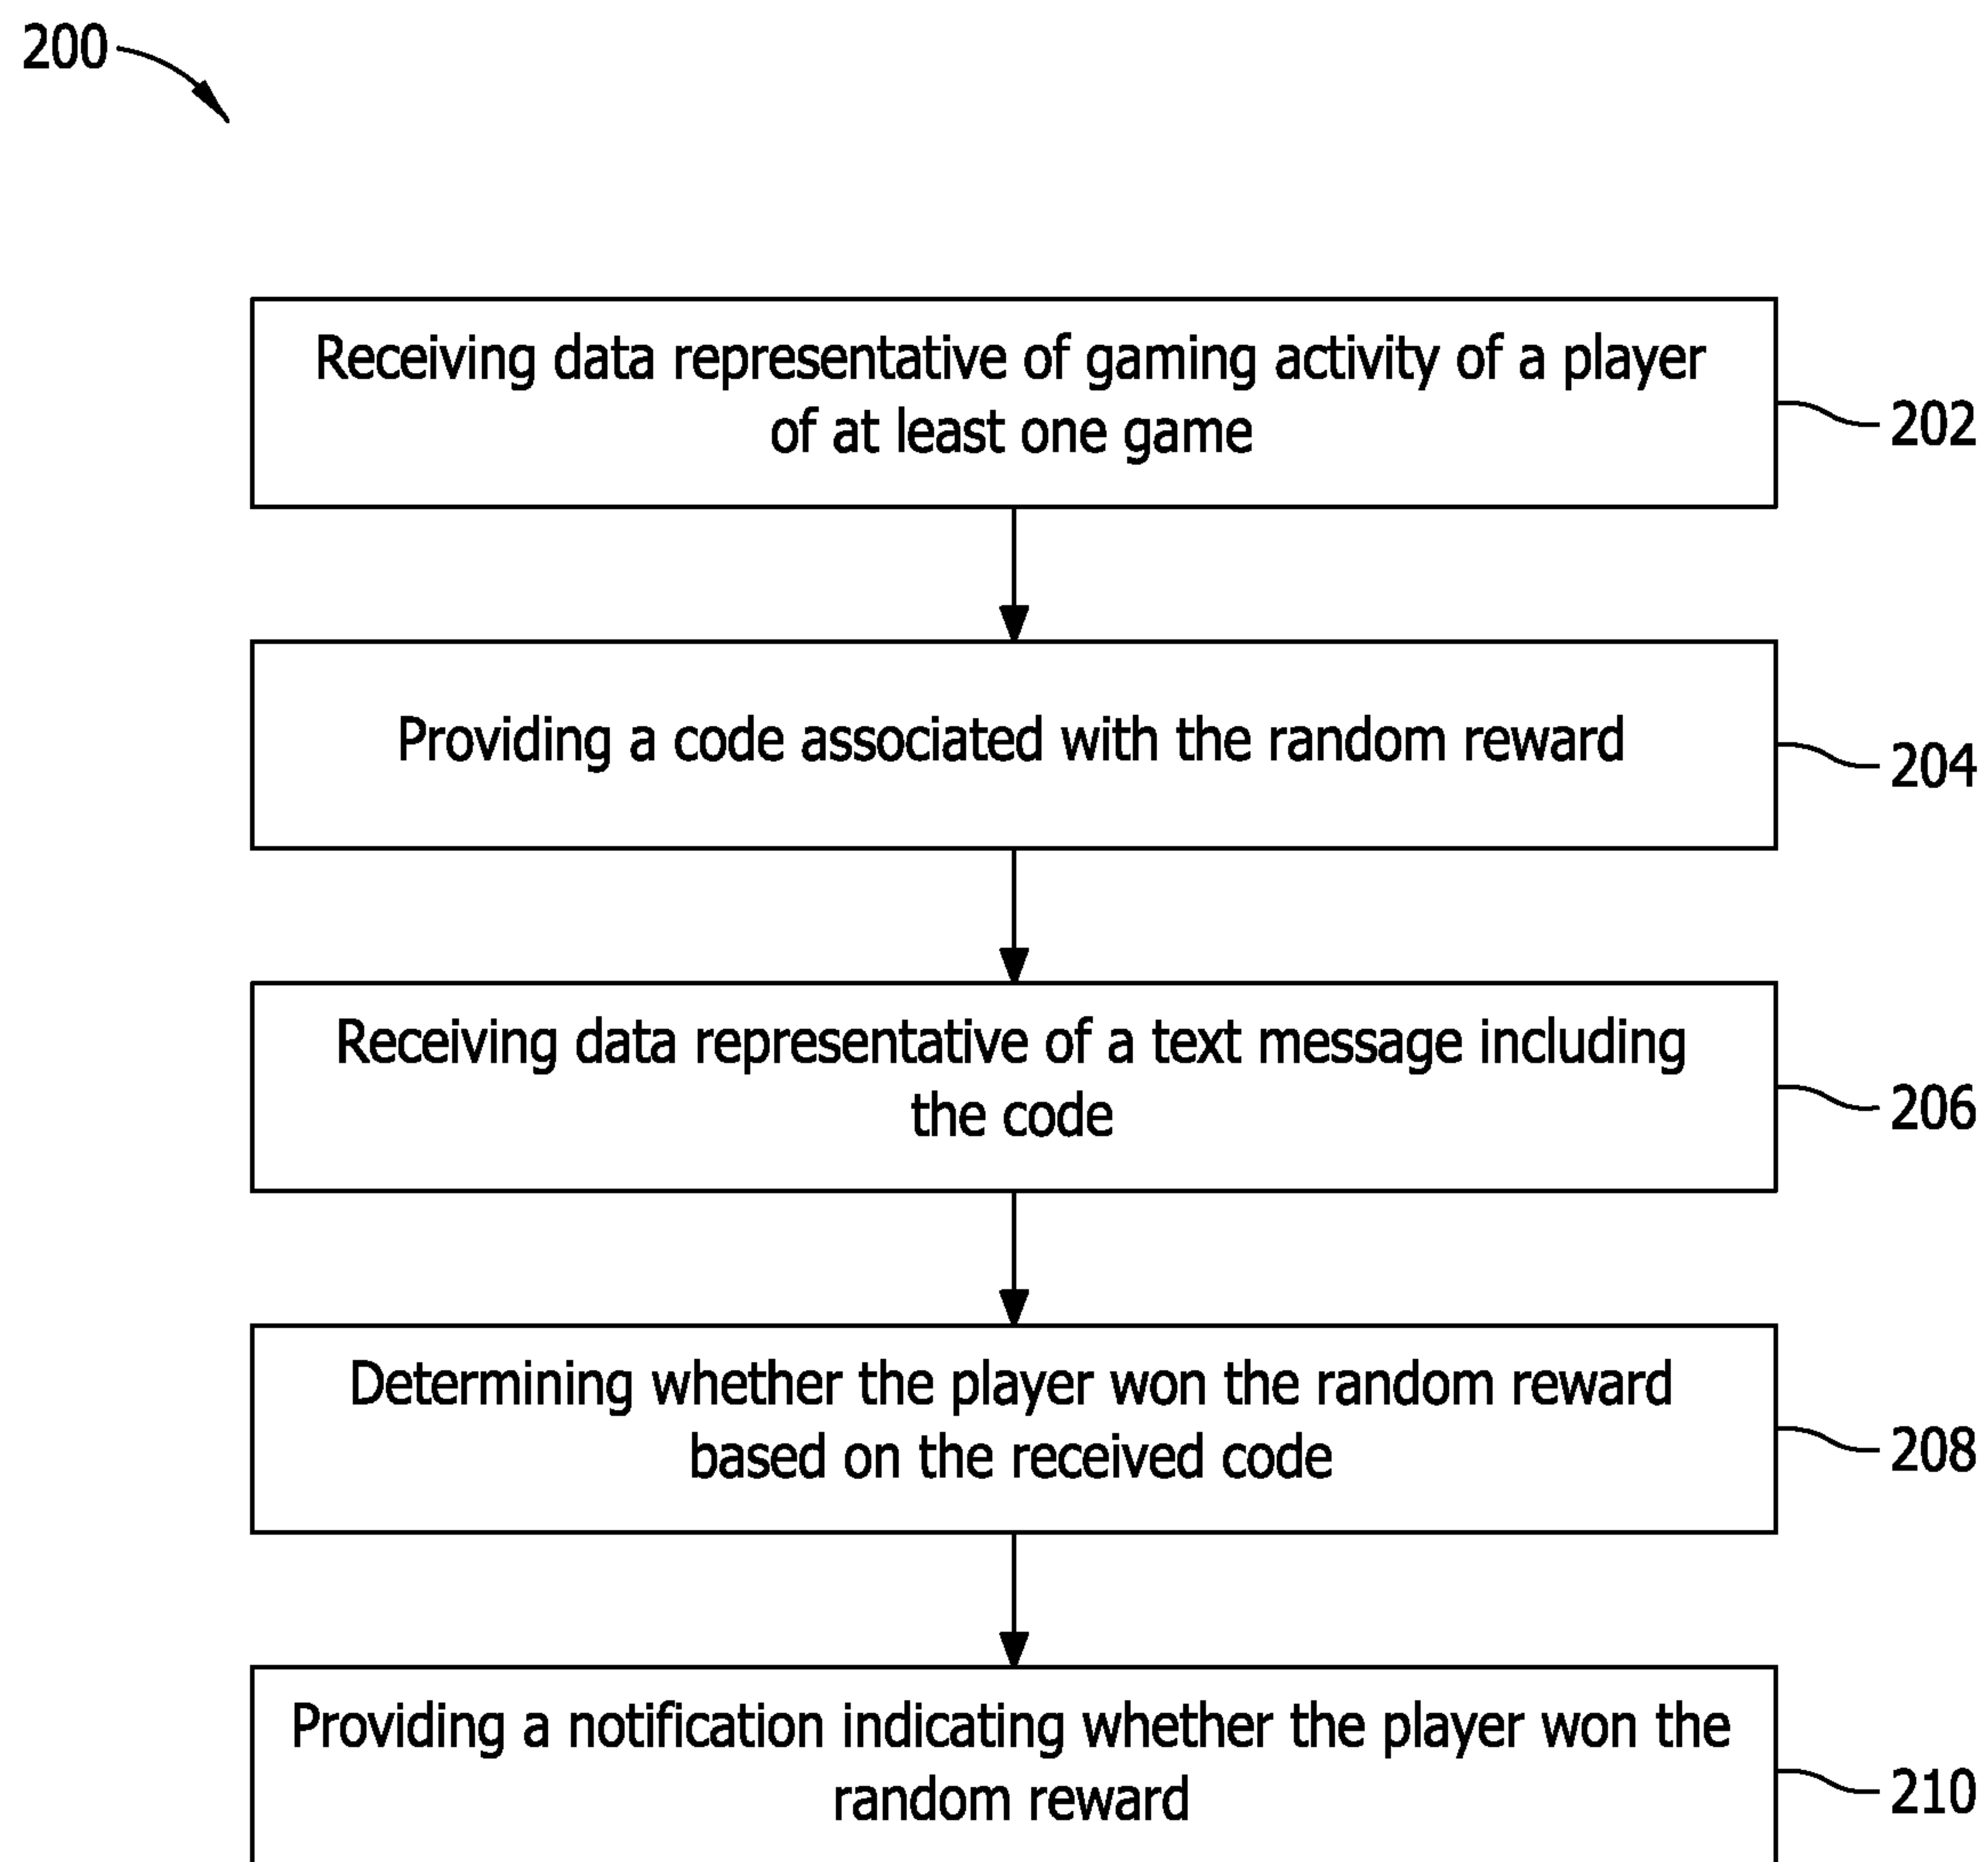 200
Receiving data representative of gaming activity of a player
of at least one game
202
Providing a code associated with the random reward
204
Receiving data representative of a text message including
the code
206
Determining whether the player won the random reward
based on the received code
208
Providing a notification indicating whether the player won the
random reward
210